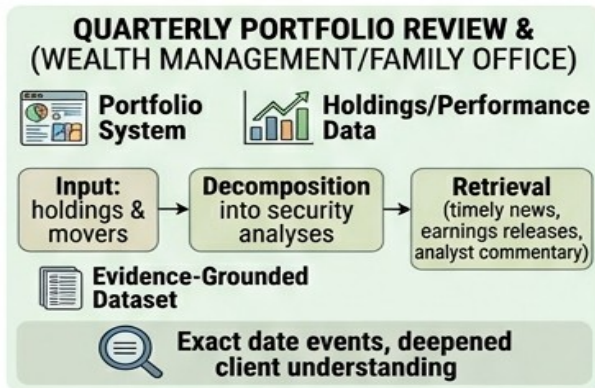 QUARTERLY PORTFOLIO REVIEW &
(WEALTH MANAGEMENT/FAMILY OFFICE)
Portfolio
System
Holdings/Performance
Data
Input:
holdings &
movers
Decomposition
into security
analyses
Retrieval
(timely news,
earnings releases,
analyst commentary)
Evidence-Grounded
Dataset
Exact date events, deepened
client understanding